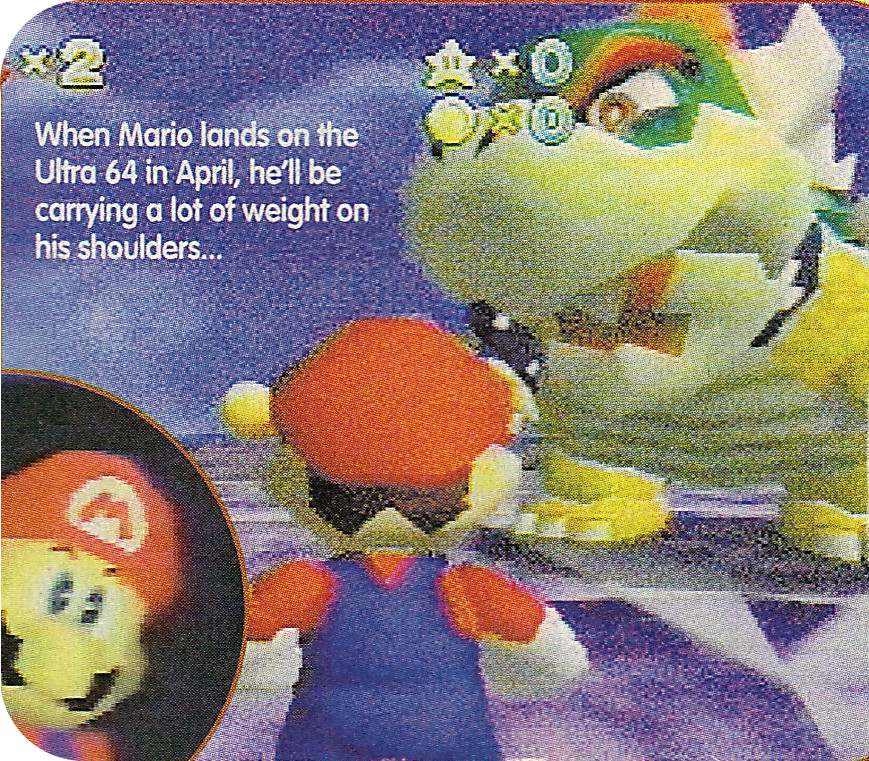 ×2
×0
×0
When Mario lands on the
Ultra 64 in April, he'll be
carrying a lot of weight on
his shoulders...